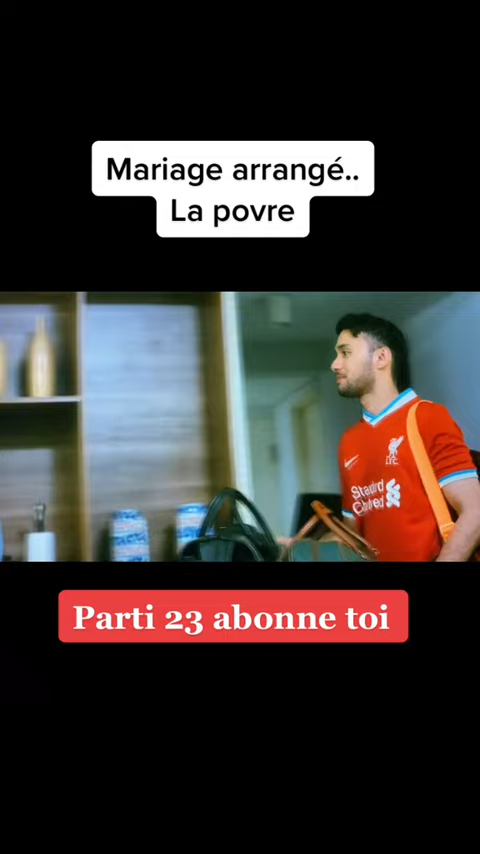 Mariage arrangé..
La povre
L.F.C.
Standard
Chartered
Parti 23 abonne toi